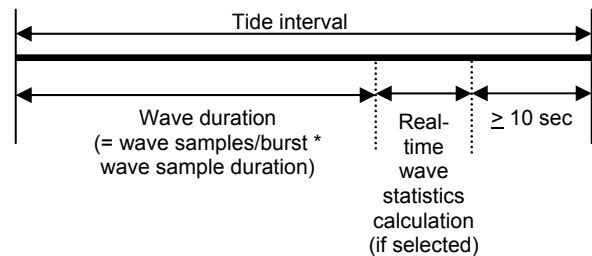 Tide interval
Wave duration
(= wave samples/burst *
wave sample duration)
Real-
time
wave
statistics
calculation
(if selected)
≥ 10 sec